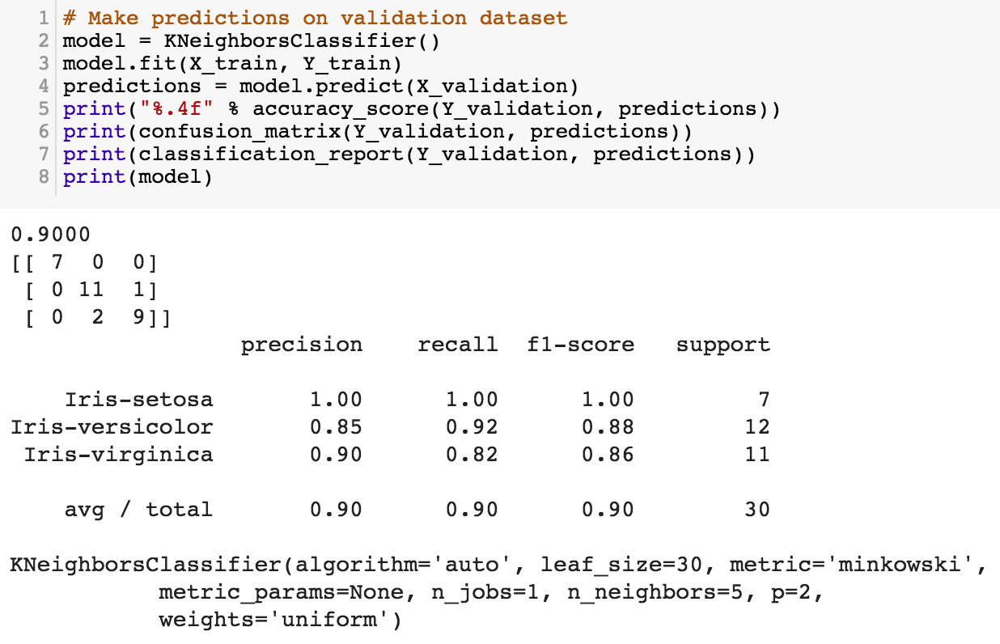 1 # Make predictions on validation dataset
2 model = KNeighborsClassifier()
3 model.fit(X_train, Y_train)
4 predictions = model.predict(X_validation)
5 print("%.4f" % accuracy_score(Y_validation, predictions))
6 print(confusion_matrix(Y_validation, predictions))
7 print(classification_report(Y_validation, predictions))
8 print(model)
0.9000
[[ 7  0  0]
 [ 0 11  1]
 [ 0  2  9]]
                 precision    recall  f1-score   support
    Iris-setosa       1.00      1.00      1.00         7
Iris-versicolor       0.85      0.92      0.88        12
 Iris-virginica       0.90      0.82      0.86        11
    avg / total       0.90      0.90      0.90        30
KNeighborsClassifier(algorithm='auto', leaf_size=30, metric='minkowski',
           metric_params=None, n_jobs=1, n_neighbors=5, p=2,
           weights='uniform')